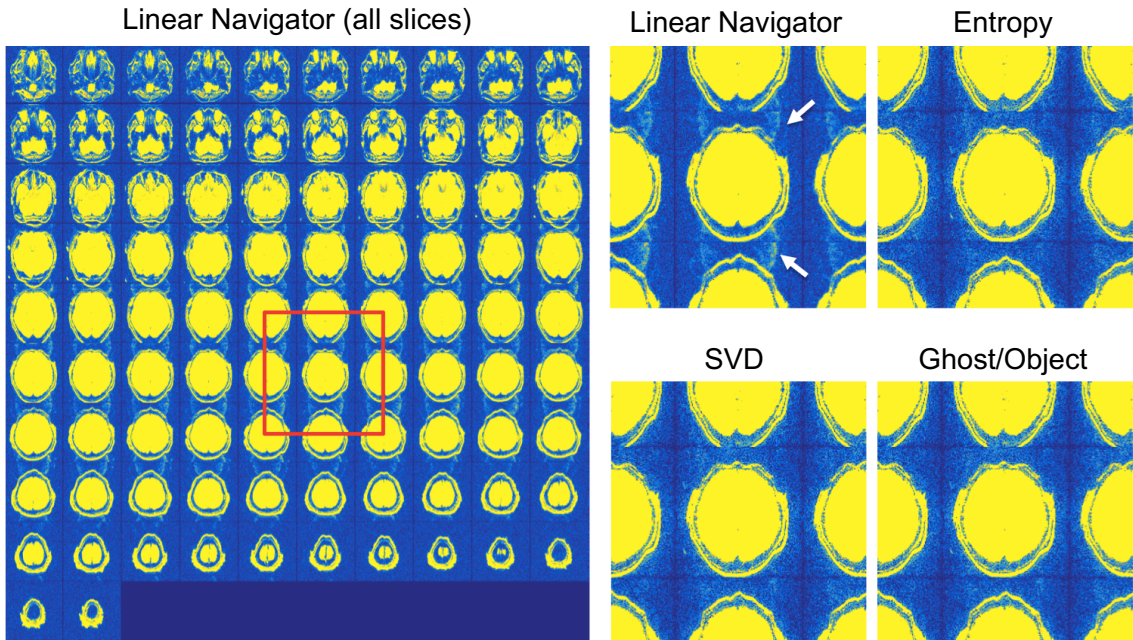 Linear Navigator (all slices)
Linear Navigator
Entropy
SVD
Ghost/Object